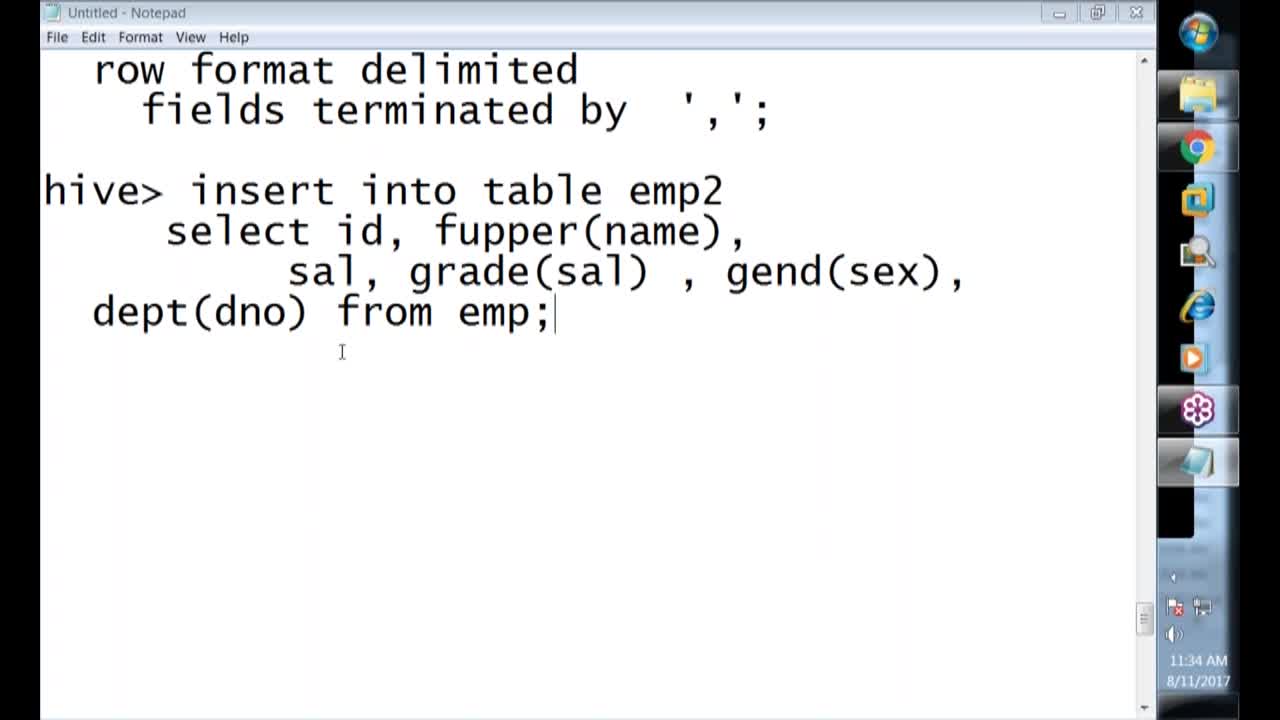 Untitled - Notepad
File Edit Format View Help
row format delimited
fields terminated by ',';
hive> insert into table emp2
select id, fupper(name),
sal, grade(sal) , gend(sex),
dept(dno) from emp;
11:34 AM
8/11/2017